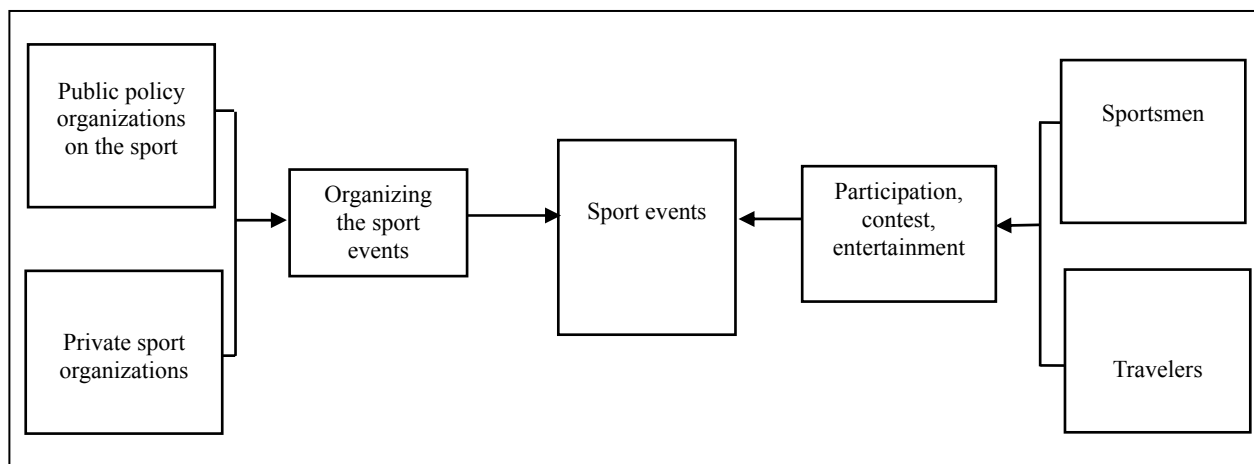 Public policy
organizations
on the sport
Private sport
organizations
Organizing
the sport
events
Sport events
Participation,
contest,
entertainment
Sportsmen
Travelers